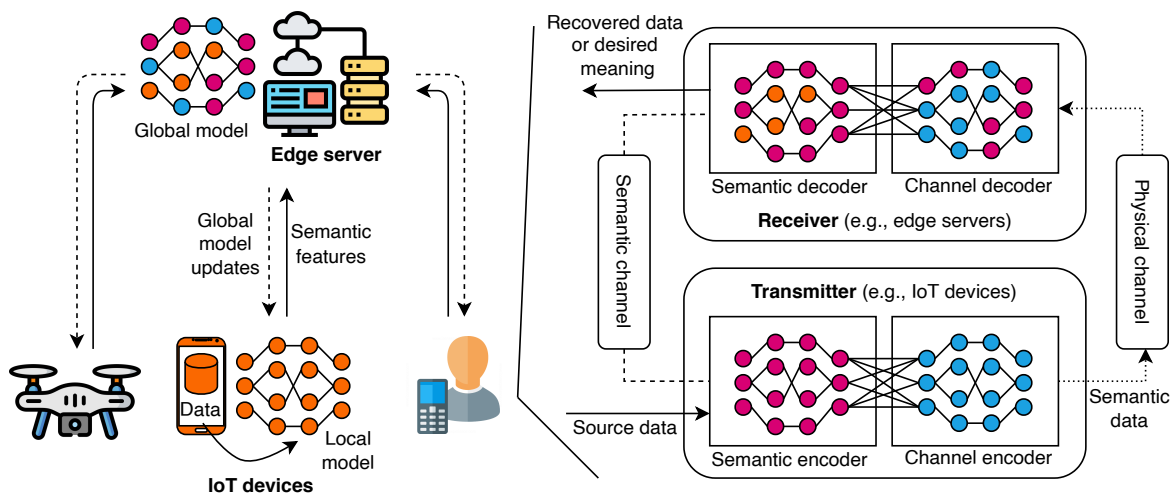 Global model
Edge server
Global
model
updates
Semantic
features
Data
Local
model
IoT devices
Recovered data
or desired
meaning
Semantic decoder
Channel decoder
Receiver (e.g., edge servers)
Semantic channel
Physical channel
Transmitter (e.g., IoT devices)
Source data
Semantic encoder
Channel encoder
Semantic
data